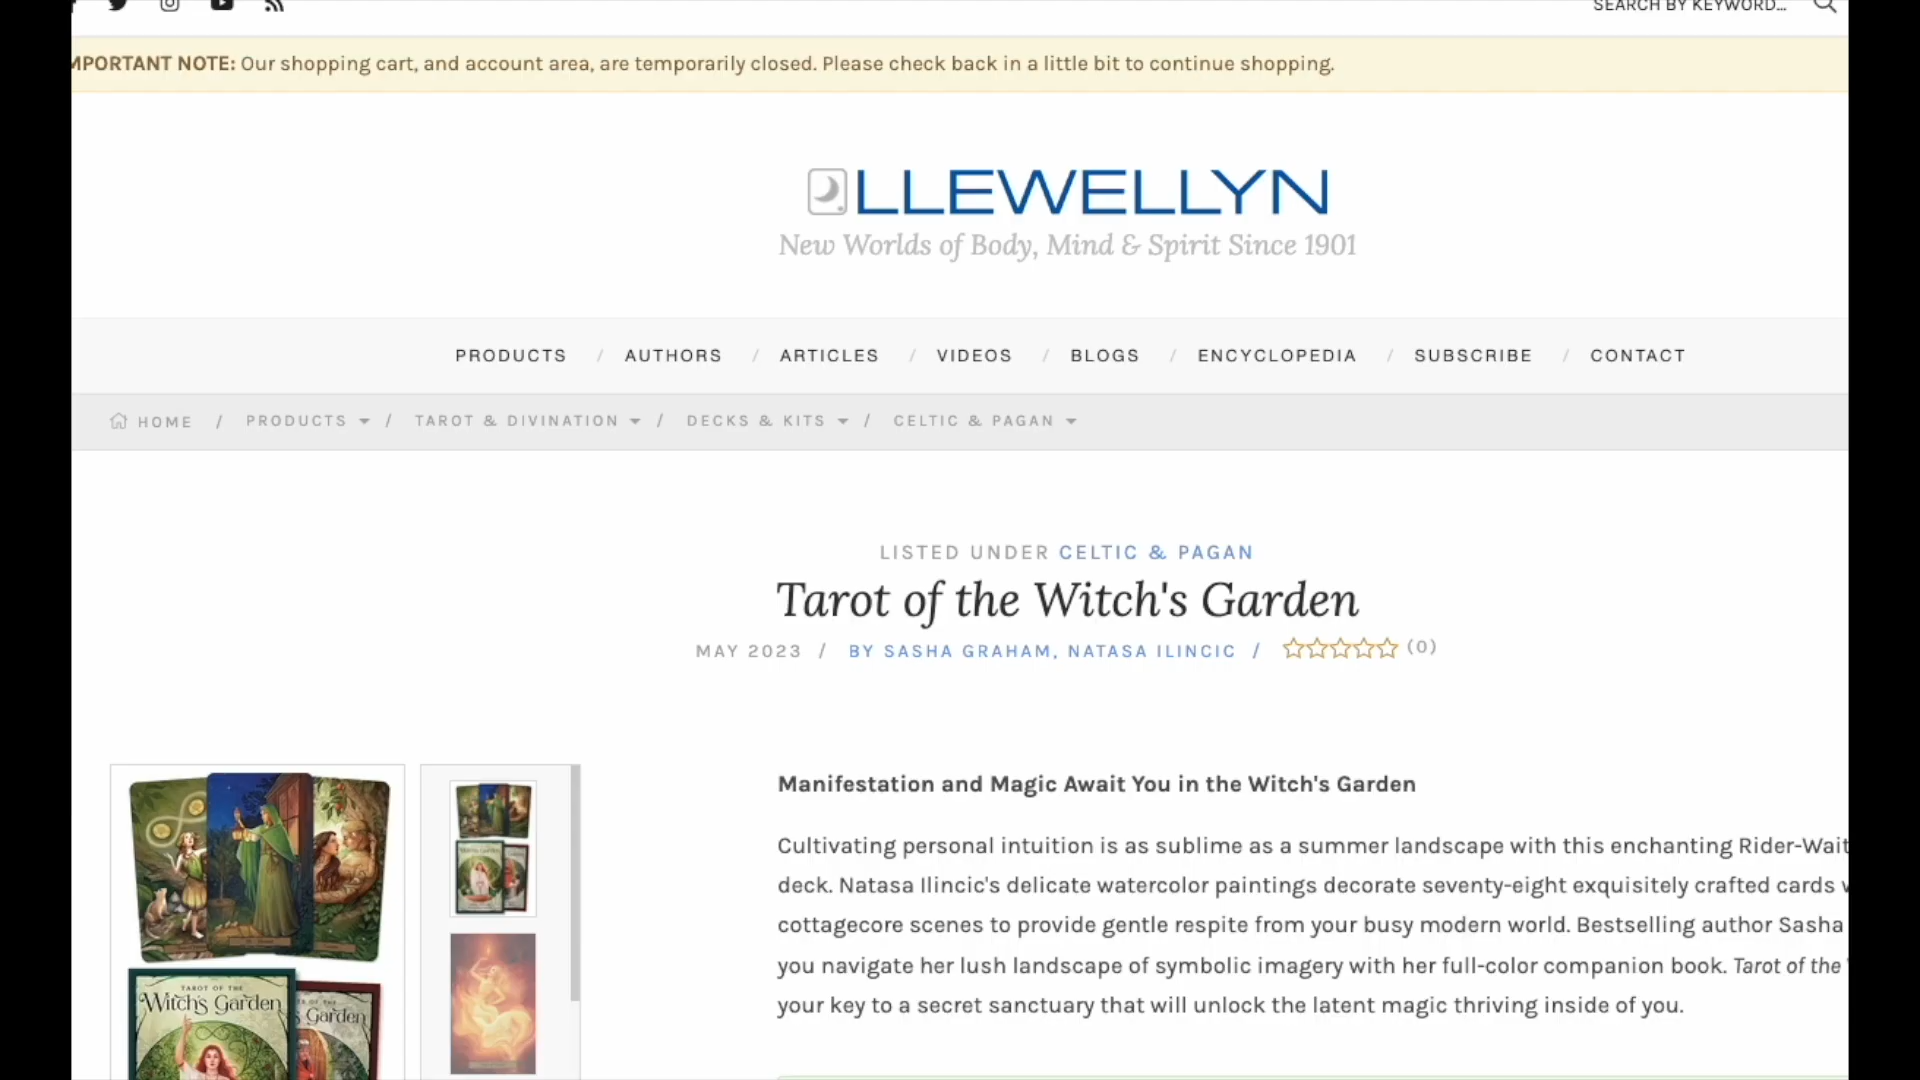 SEARCH BY KEYWORD...
MPORTANT NOTE: Our shopping cart, and account area, are temporarily closed. Please check back in a little bit to continue shopping.
LLEWELLYN
New Worlds of Body, Mind & Spirit Since 1901
PRODUCTS / AUTHORS / ARTICLES / VIDEOS / BLOGS / ENCYCLOPEDIA / SUBSCRIBE / CONTACT
HOME / PRODUCTS / TAROT & DIVINATION / DECKS & KITS / CELTIC & PAGAN
LISTED UNDER CELTIC & PAGAN
Tarot of the Witch's Garden
MAY 2023 / BY SASHA GRAHAM, NATASA ILINCIC / (0)
Manifestation and Magic Await You in the Witch's Garden
Cultivating personal intuition is as sublime as a summer landscape with this enchanting Rider-Wait
deck. Natasa Ilincic's delicate watercolor paintings decorate seventy-eight exquisitely crafted cards
cottagecore scenes to provide gentle respite from your busy modern world. Bestselling author Sasha
you navigate her lush landscape of symbolic imagery with her full-color companion book. Tarot of the
your key to a secret sanctuary that will unlock the latent magic thriving inside of you.
TAROT OF THE
Witch's Garden
OF THE
s Garden